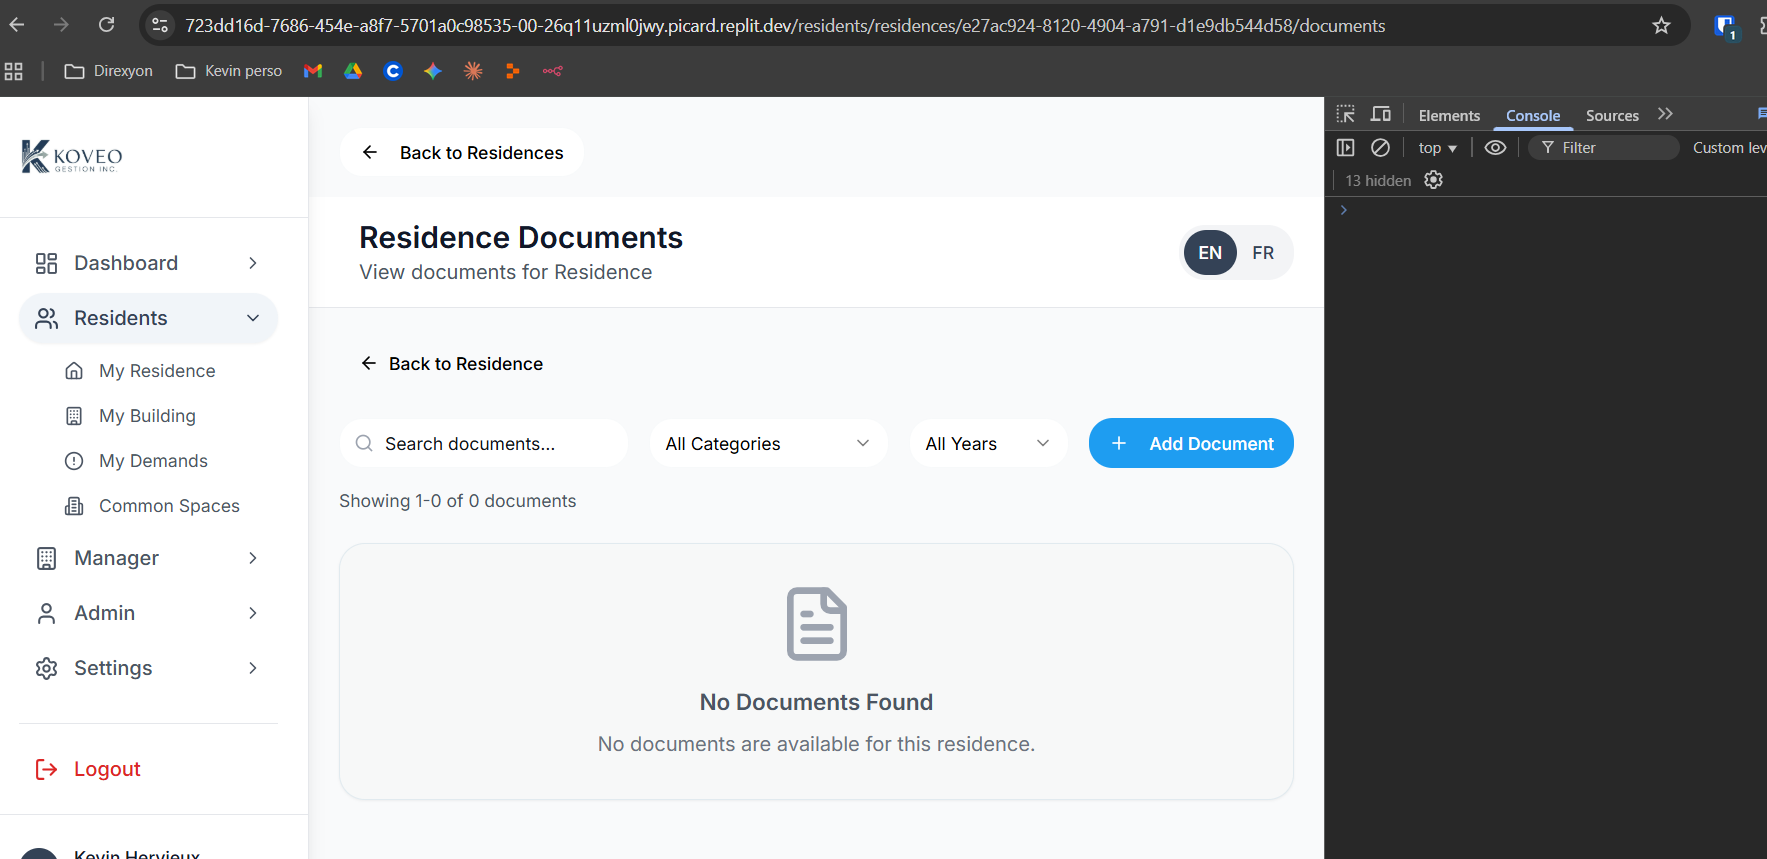 723dd16d-7686-454e-a8f7-5701a0c98535-00-26q11uzml0jwy.picard.replit.dev/residents/residences/e27ac924-8120-4904-a791-d1e9db544d58/documents
1
Direxyon
Kevin perso
KOVEO
GESTION INC.
Dashboard
Residents
My Residence
My Building
My Demands
Common Spaces
Manager
Admin
Settings
Logout
Kevin Hervieux
Back to Residences
Residence Documents
View documents for Residence
EN FR
Back to Residence
Search documents... All Categories All Years + Add Document
Showing 1-0 of 0 documents
No Documents Found
No documents are available for this residence.
Elements Console Sources
top Filter Custom lev
13 hidden